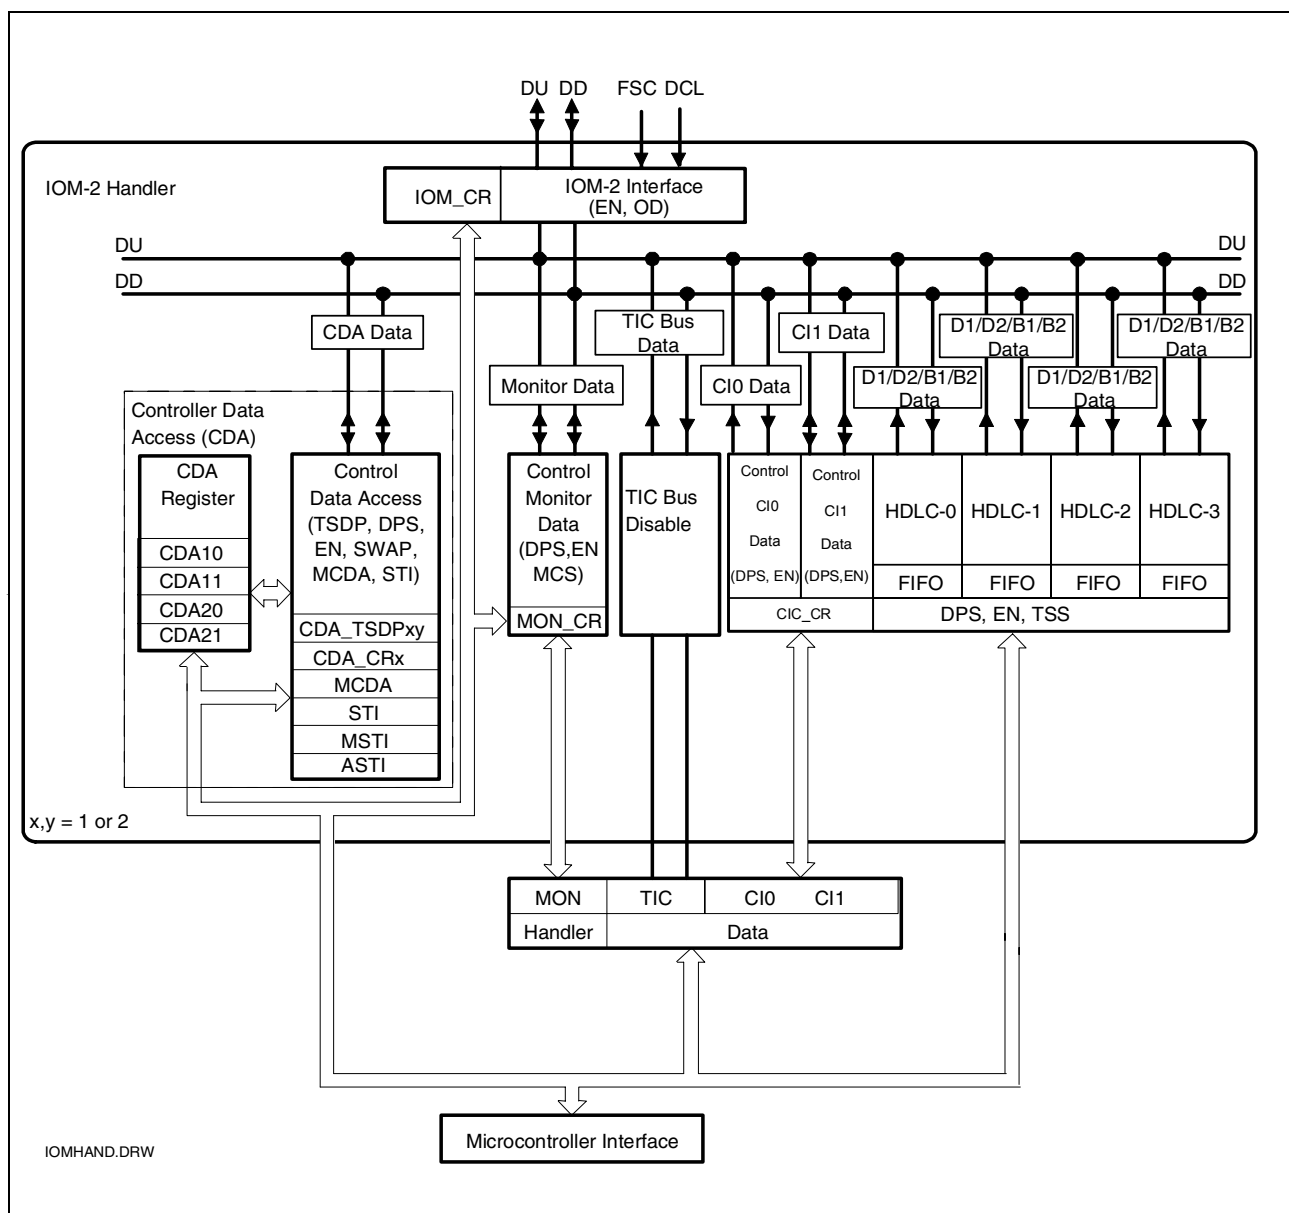 DU DD FSC DCL
IOM-2 Handler
IOM_CR
IOM-2 Interface
(EN, OD)
DU
DU
DD
DD
CDA Data
TIC Bus
Data
CI1 Data
D1/D2/B1/B2
Data
D1/D2/B1/B2
Data
Monitor Data
CI0 Data
D1/D2/B1/B2
Data
D1/D2/B1/B2
Data
Controller Data
Access (CDA)
CDA
Register
CDA10
CDA11
CDA20
CDA21
Control
Data Access
(TSDP, DPS,
EN, SWAP,
MCDA, STI)
CDA_TSDPxy
CDA_CRx
MCDA
STI
MSTI
ASTI
Control
Monitor
Data
(DPS,EN
MCS)
MON_CR
TIC Bus
Disable
Control
CI0
Data
(DPS, EN)
Control
CI1
Data
(DPS,EN)
CIC_CR
HDLC-0
HDLC-1
HDLC-2
HDLC-3
FIFO
FIFO
FIFO
FIFO
DPS, EN, TSS
x,y = 1 or 2
MON
TIC
CI0 CI1
Handler
Data
Microcontroller Interface
IOMHAND.DRW